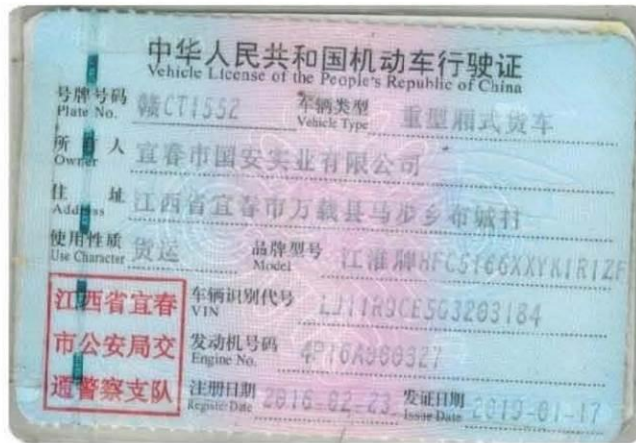 中华人民共和国机动车行驶证
Vehicle License of the People's Republic of China
号牌号码 赣CT1552 车辆类型 重型厢式货车
Plate No. Vehicle Type
所有人 宜春市国安实业有限公司
Owner
住址 江西省宜春市万载县马步乡布城村
Address
使用性质 货运 品牌型号 江淮牌HFC5166XXYK1R1ZF
Use Character Model
江西省宜春 车辆识别代号 LJ11R9CE5G3203184
VIN
市公安局交 发动机号码 4P16A000327
Engine No.
通警察支队 注册日期 2016-02-23 发证日期 2019-01-17
Register Date Issue Date